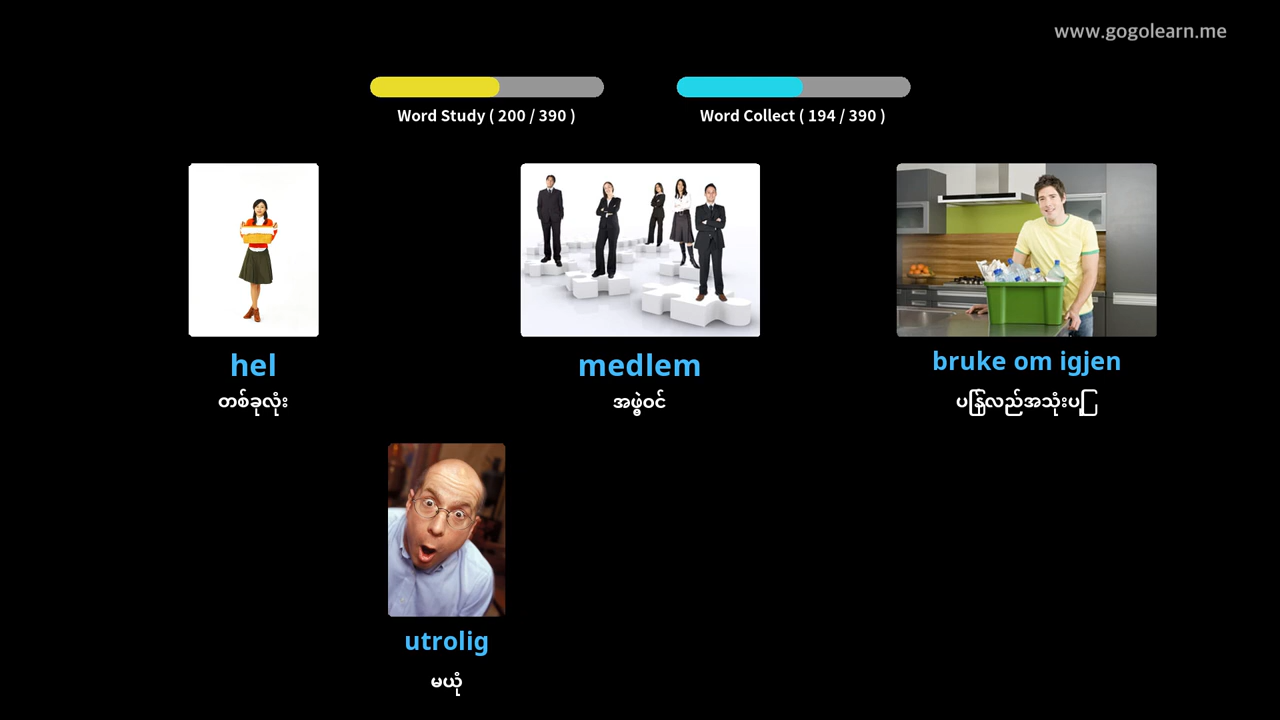 www.gogolearn.me
Word Study ( 200 / 390 )
Word Collect ( 194 / 390 )
hel
တစ်ခုလုံး
medlem
အဖွဲ့ဝင်
bruke om igjen
ပြန်လည်အသုံးပြု
utrolig
မယုံ